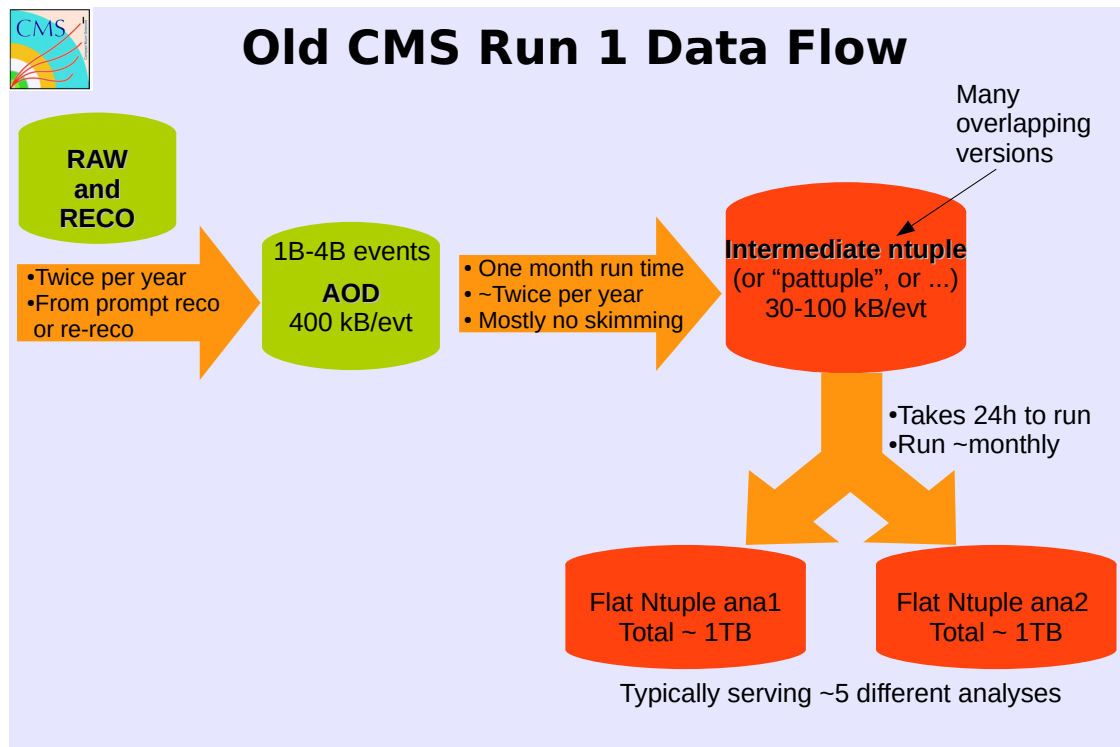 CMS
Old CMS Run 1 Data Flow
Many
overlapping
versions
RAW
and
RECO
•Twice per year
•From prompt reco
or re-reco
1B-4B events
AOD
400 kB/evt
• One month run time
• ~Twice per year
• Mostly no skimming
Intermediate ntuple
(or “pattuple”, or ...)
30-100 kB/evt
•Takes 24h to run
•Run ~monthly
Flat Ntuple ana1
Total ~ 1TB
Flat Ntuple ana2
Total ~ 1TB
Typically serving ~5 different analyses